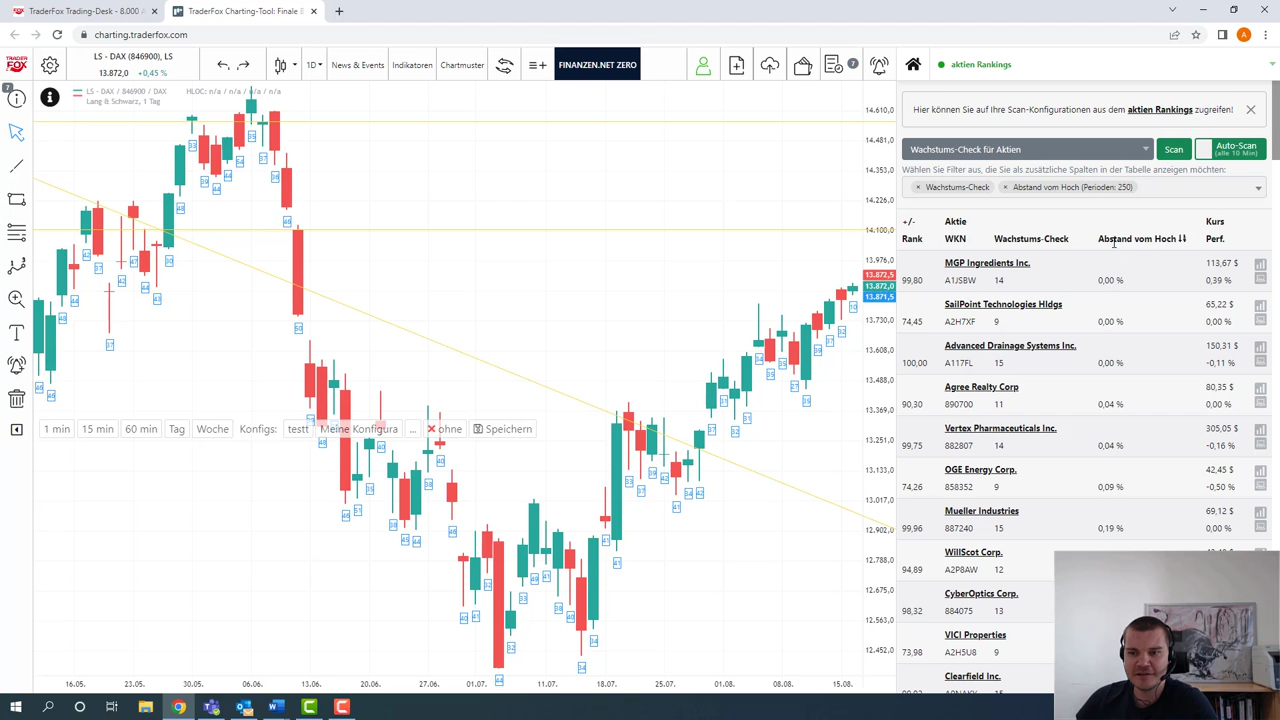 TraderFox Trading-Desk - 8.000 A
TraderFox Charting-Tool: Finale B
charting.traderfox.com
TRADER
FOX
LS - DAX (846900), LS
13.872,0 +0,45 %
1D
News & Events
Indikatoren
Chartmuster
FINANZEN.NET ZERO
7
aktien Rankings
7
LS - DAX / 846900 / DAX
Lang & Schwarz, 1 Tag
HLOC: n/a / n/a / n/a / n/a
Hier können Sie auf Ihre Scan-Konfigurationen aus dem aktien Rankings zugreifen!
Wachstums-Check für Aktien
Scan
Auto-Scan
(alle 10 Min)
Wählen Sie Filter aus, die Sie als zusätzliche Spalten in der Tabelle anzeigen möchten:
× Wachstums-Check
× Abstand vom Hoch (Perioden: 250)
+/- Aktie Kurs
Rank WKN Wachstums-Check Abstand vom Hoch Perf.
MGP Ingredients Inc. 113,67 $
99,80 A1JSBW 14 0,00 % 0,39 %
SailPoint Technologies Hldgs 65,22 $
74,45 A2H7XF 9 0,00 % 0,00 %
Advanced Drainage Systems Inc. 150,31 $
100,00 A117FL 15 0,00 % -0,11 %
Agree Realty Corp 80,35 $
90,30 890700 11 0,04 % 0,00 %
Vertex Pharmaceuticals Inc. 305,05 $
99,75 882807 14 0,04 % -0,16 %
OGE Energy Corp. 42,45 $
74,26 858352 9 0,09 % -0,50 %
Mueller Industries 69,12 $
99,96 887240 15 0,19 % 0,00 %
WillScot Corp.
94,89 A2P8AW 12
CyberOptics Corp.
98,32 884075 13
VICI Properties
73,98 A2H5U8 9
Clearfield Inc.
14.610,0
14.481,0
14.353,0
14.226,0
14.100,0
13.976,0
13.872,5
13.872,0
13.871,5
13.730,0
13.608,0
13.488,0
13.369,0
13.251,0
13.133,0
13.017,0
12.902,0
12.788,0
12.675,0
12.563,0
12.452,0
1 min
15 min
60 min
Tag
Woche
Konfigs:
testt
Meine Konfigura
...
ohne
Speichern
16.05.
23.05.
30.05.
06.06.
13.06.
20.06.
27.06.
01.07.
11.07.
18.07.
25.07.
01.08.
08.08.
15.08.